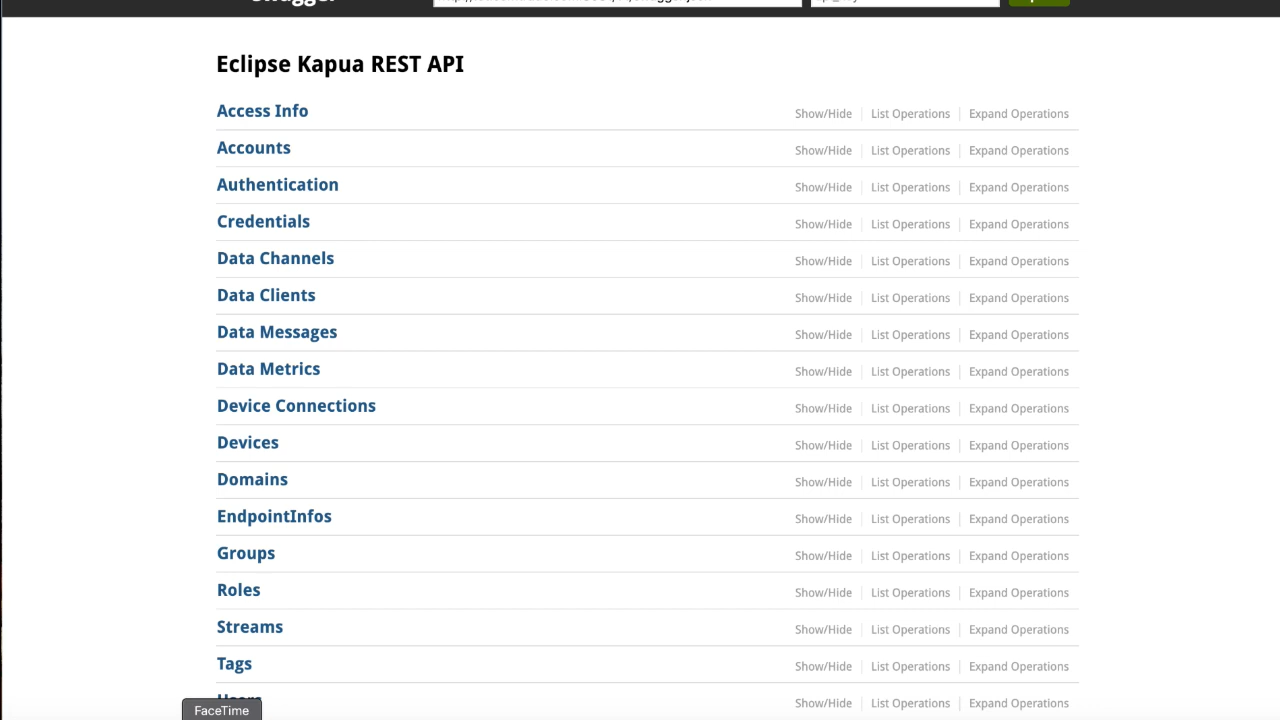 Eclipse Kapua REST API
Access Info Show/Hide List Operations Expand Operations
Accounts Show/Hide List Operations Expand Operations
Authentication Show/Hide List Operations Expand Operations
Credentials Show/Hide List Operations Expand Operations
Data Channels Show/Hide List Operations Expand Operations
Data Clients Show/Hide List Operations Expand Operations
Data Messages Show/Hide List Operations Expand Operations
Data Metrics Show/Hide List Operations Expand Operations
Device Connections Show/Hide List Operations Expand Operations
Devices Show/Hide List Operations Expand Operations
Domains Show/Hide List Operations Expand Operations
EndpointInfos Show/Hide List Operations Expand Operations
Groups Show/Hide List Operations Expand Operations
Roles Show/Hide List Operations Expand Operations
Streams Show/Hide List Operations Expand Operations
Tags Show/Hide List Operations Expand Operations
Users Show/Hide List Operations Expand Operations
FaceTime